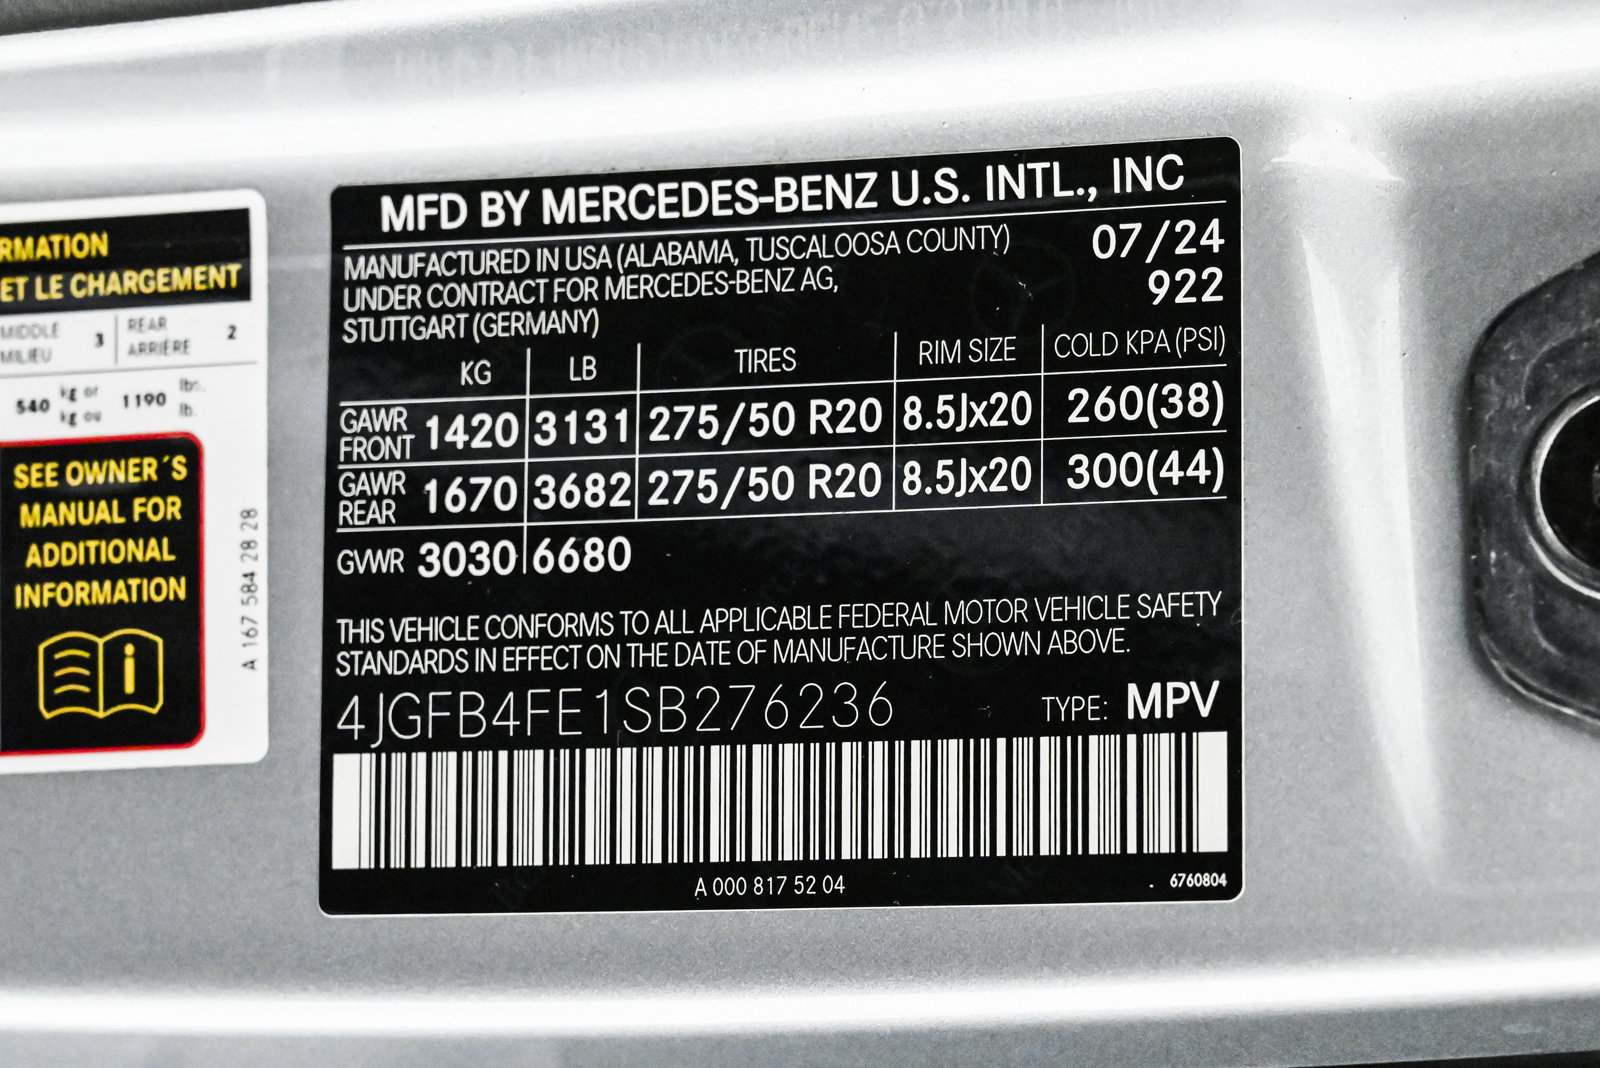 RMATION
ET LE CHARGEMENT
MIDDLE 3 REAR 2
MILIEU ARRIÈRE
540 kg or 1190 lbs.
kg ou lb.
SEE OWNER´S
MANUAL FOR
ADDITIONAL
INFORMATION
i
A 167 584 28 28
MFD BY MERCEDES-BENZ U.S. INTL., INC
MANUFACTURED IN USA (ALABAMA, TUSCALOOSA COUNTY) 07/24
UNDER CONTRACT FOR MERCEDES-BENZ AG, 922
STUTTGART (GERMANY)
KG LB TIRES RIM SIZE COLD KPA (PSI)
GAWR FRONT 1420 3131 275/50 R20 8.5Jx20 260(38)
GAWR REAR 1670 3682 275/50 R20 8.5Jx20 300(44)
GVWR 3030 6680
THIS VEHICLE CONFORMS TO ALL APPLICABLE FEDERAL MOTOR VEHICLE SAFETY
STANDARDS IN EFFECT ON THE DATE OF MANUFACTURE SHOWN ABOVE.
4JGFB4FE1SB276236 TYPE: MPV
A 000 817 52 04 6760804